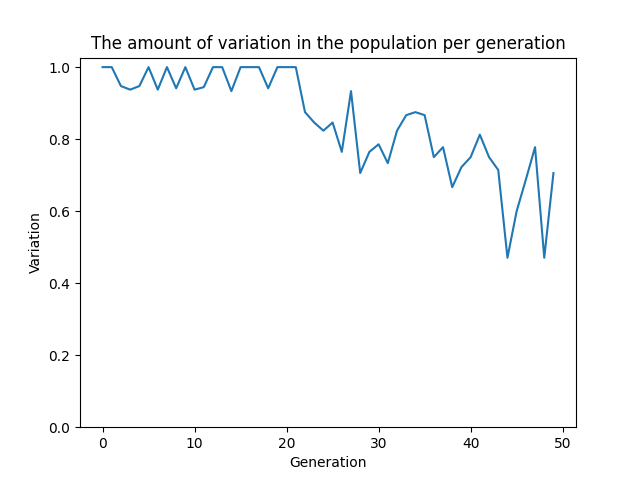 The amount of variation in the population per generation
1.0
0.8
0.6
0.4
0.2
0.0
Variation
0 10 20 30 40 50
Generation